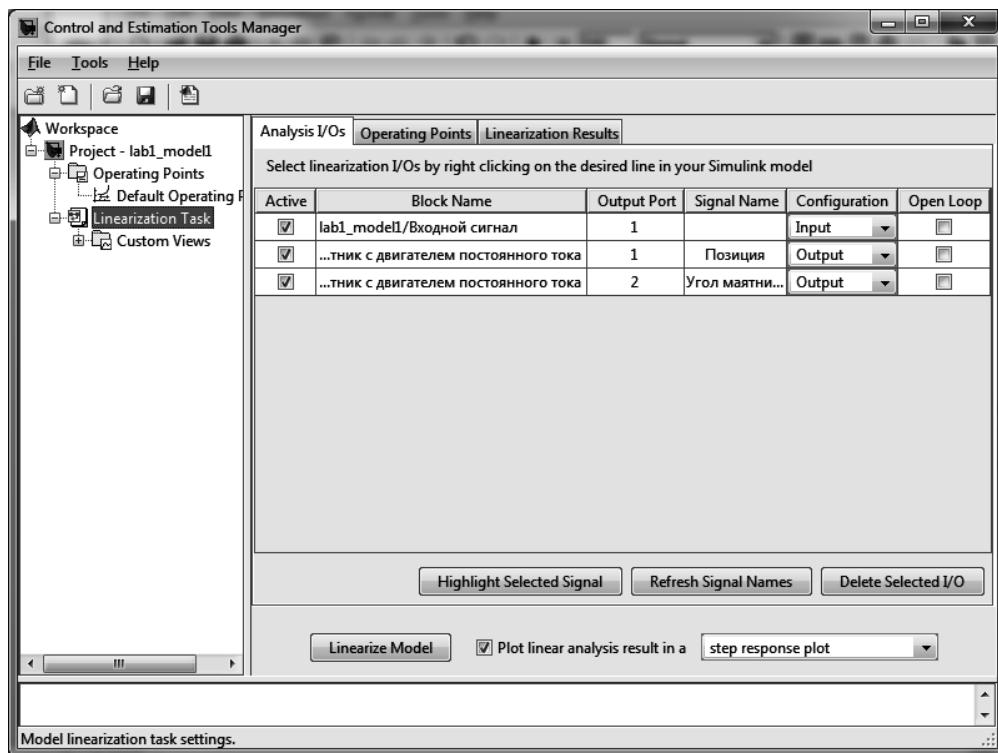 Control and Estimation Tools Manager
File Tools Help
Workspace
Project - lab1_model1
Operating Points
Default Operating
Linearization Task
Custom Views
Analysis I/Os Operating Points Linearization Results
Select linearization I/Os by right clicking on the desired line in your Simulink model
Active Block Name Output Port Signal Name Configuration Open Loop
lab1_model1/Входной сигнал 1 Input
...тник с двигателем постоянного тока 1 Позиция Output
...тник с двигателем постоянного тока 2 Угол маятни... Output
Highlight Selected Signal Refresh Signal Names Delete Selected I/O
Linearize Model Plot linear analysis result in a step response plot
Model linearization task settings.